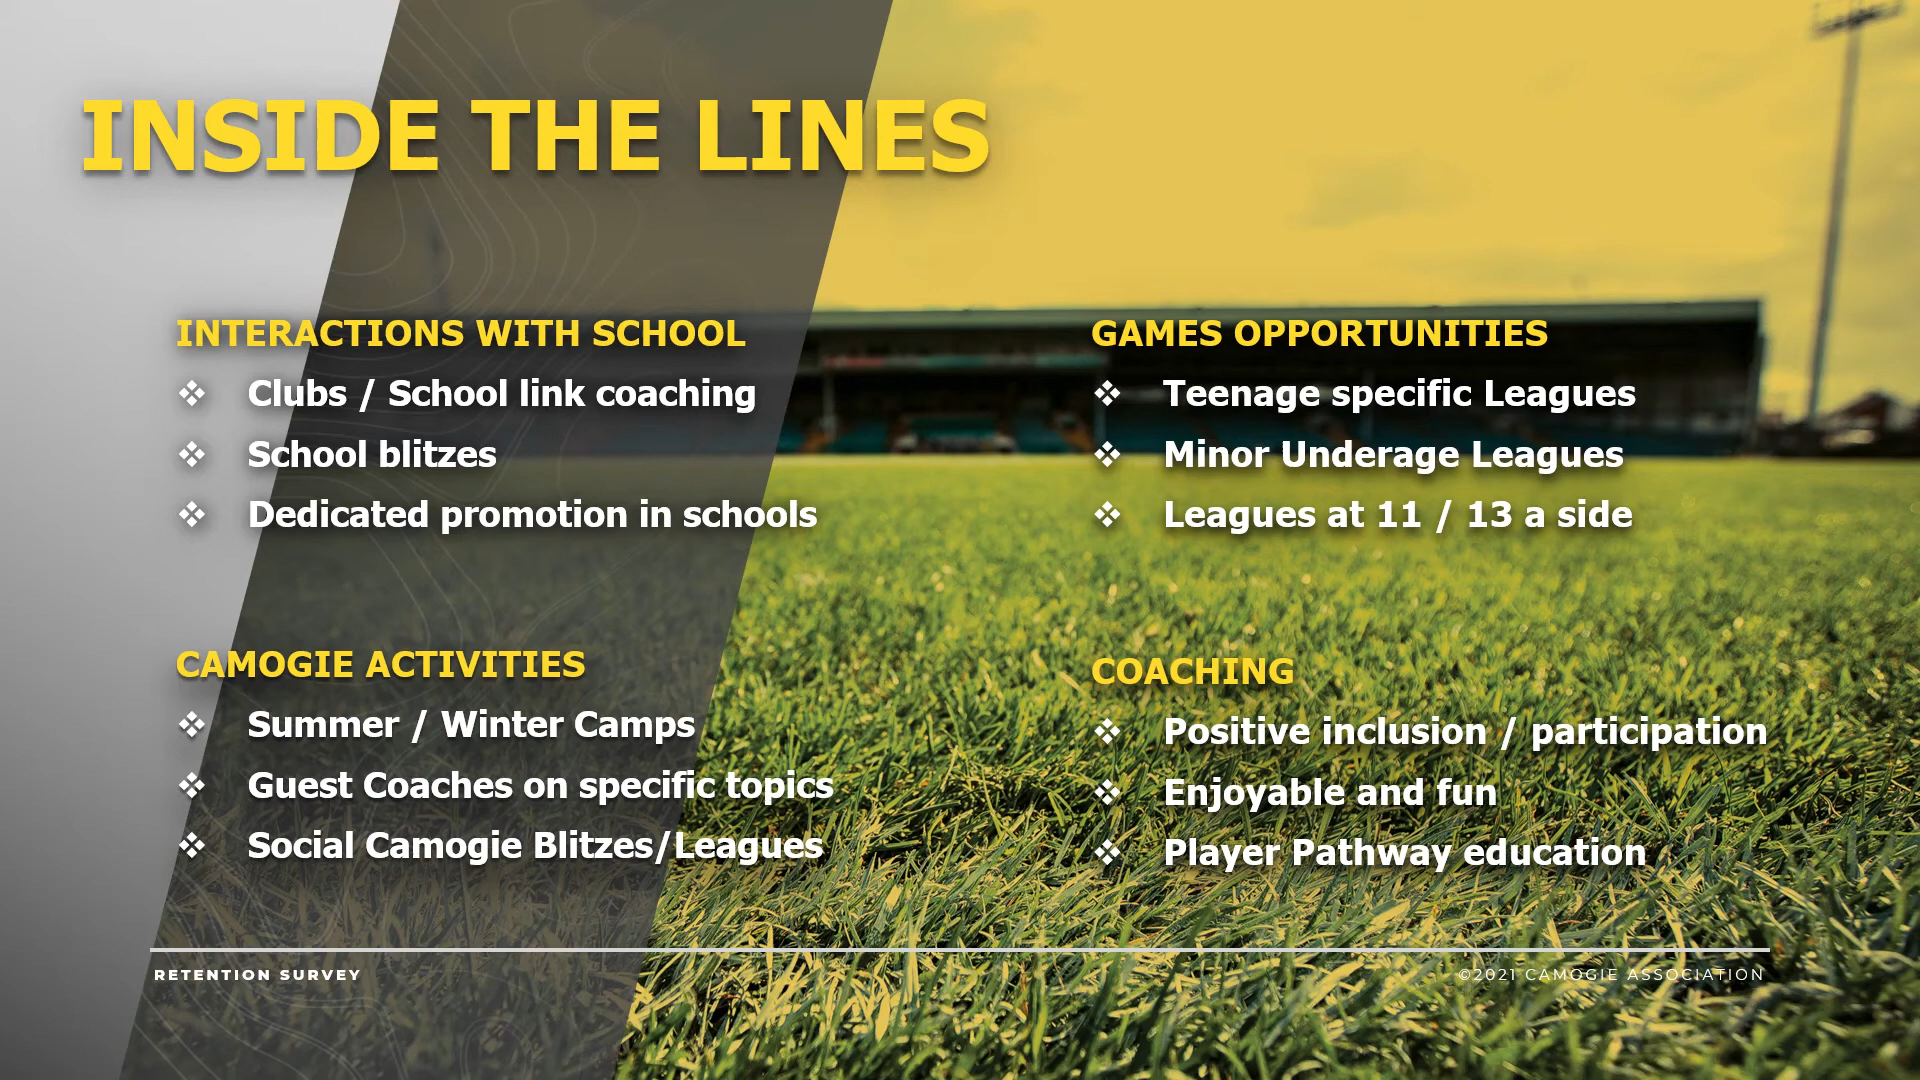 INSIDE THE LINES
INTERACTIONS WITH SCHOOL
❖ Clubs / School link coaching
❖ School blitzes
❖ Dedicated promotion in schools
CAMOGIE ACTIVITIES
❖ Summer / Winter Camps
❖ Guest Coaches on specific topics
❖ Social Camogie Blitzes/Leagues
GAMES OPPORTUNITIES
❖ Teenage specific Leagues
❖ Minor Underage Leagues
❖ Leagues at 11 / 13 a side
COACHING
❖ Positive inclusion / participation
❖ Enjoyable and fun
❖ Player Pathway education
RETENTION SURVEY
©2021 CAMOGIE ASSOCIATION